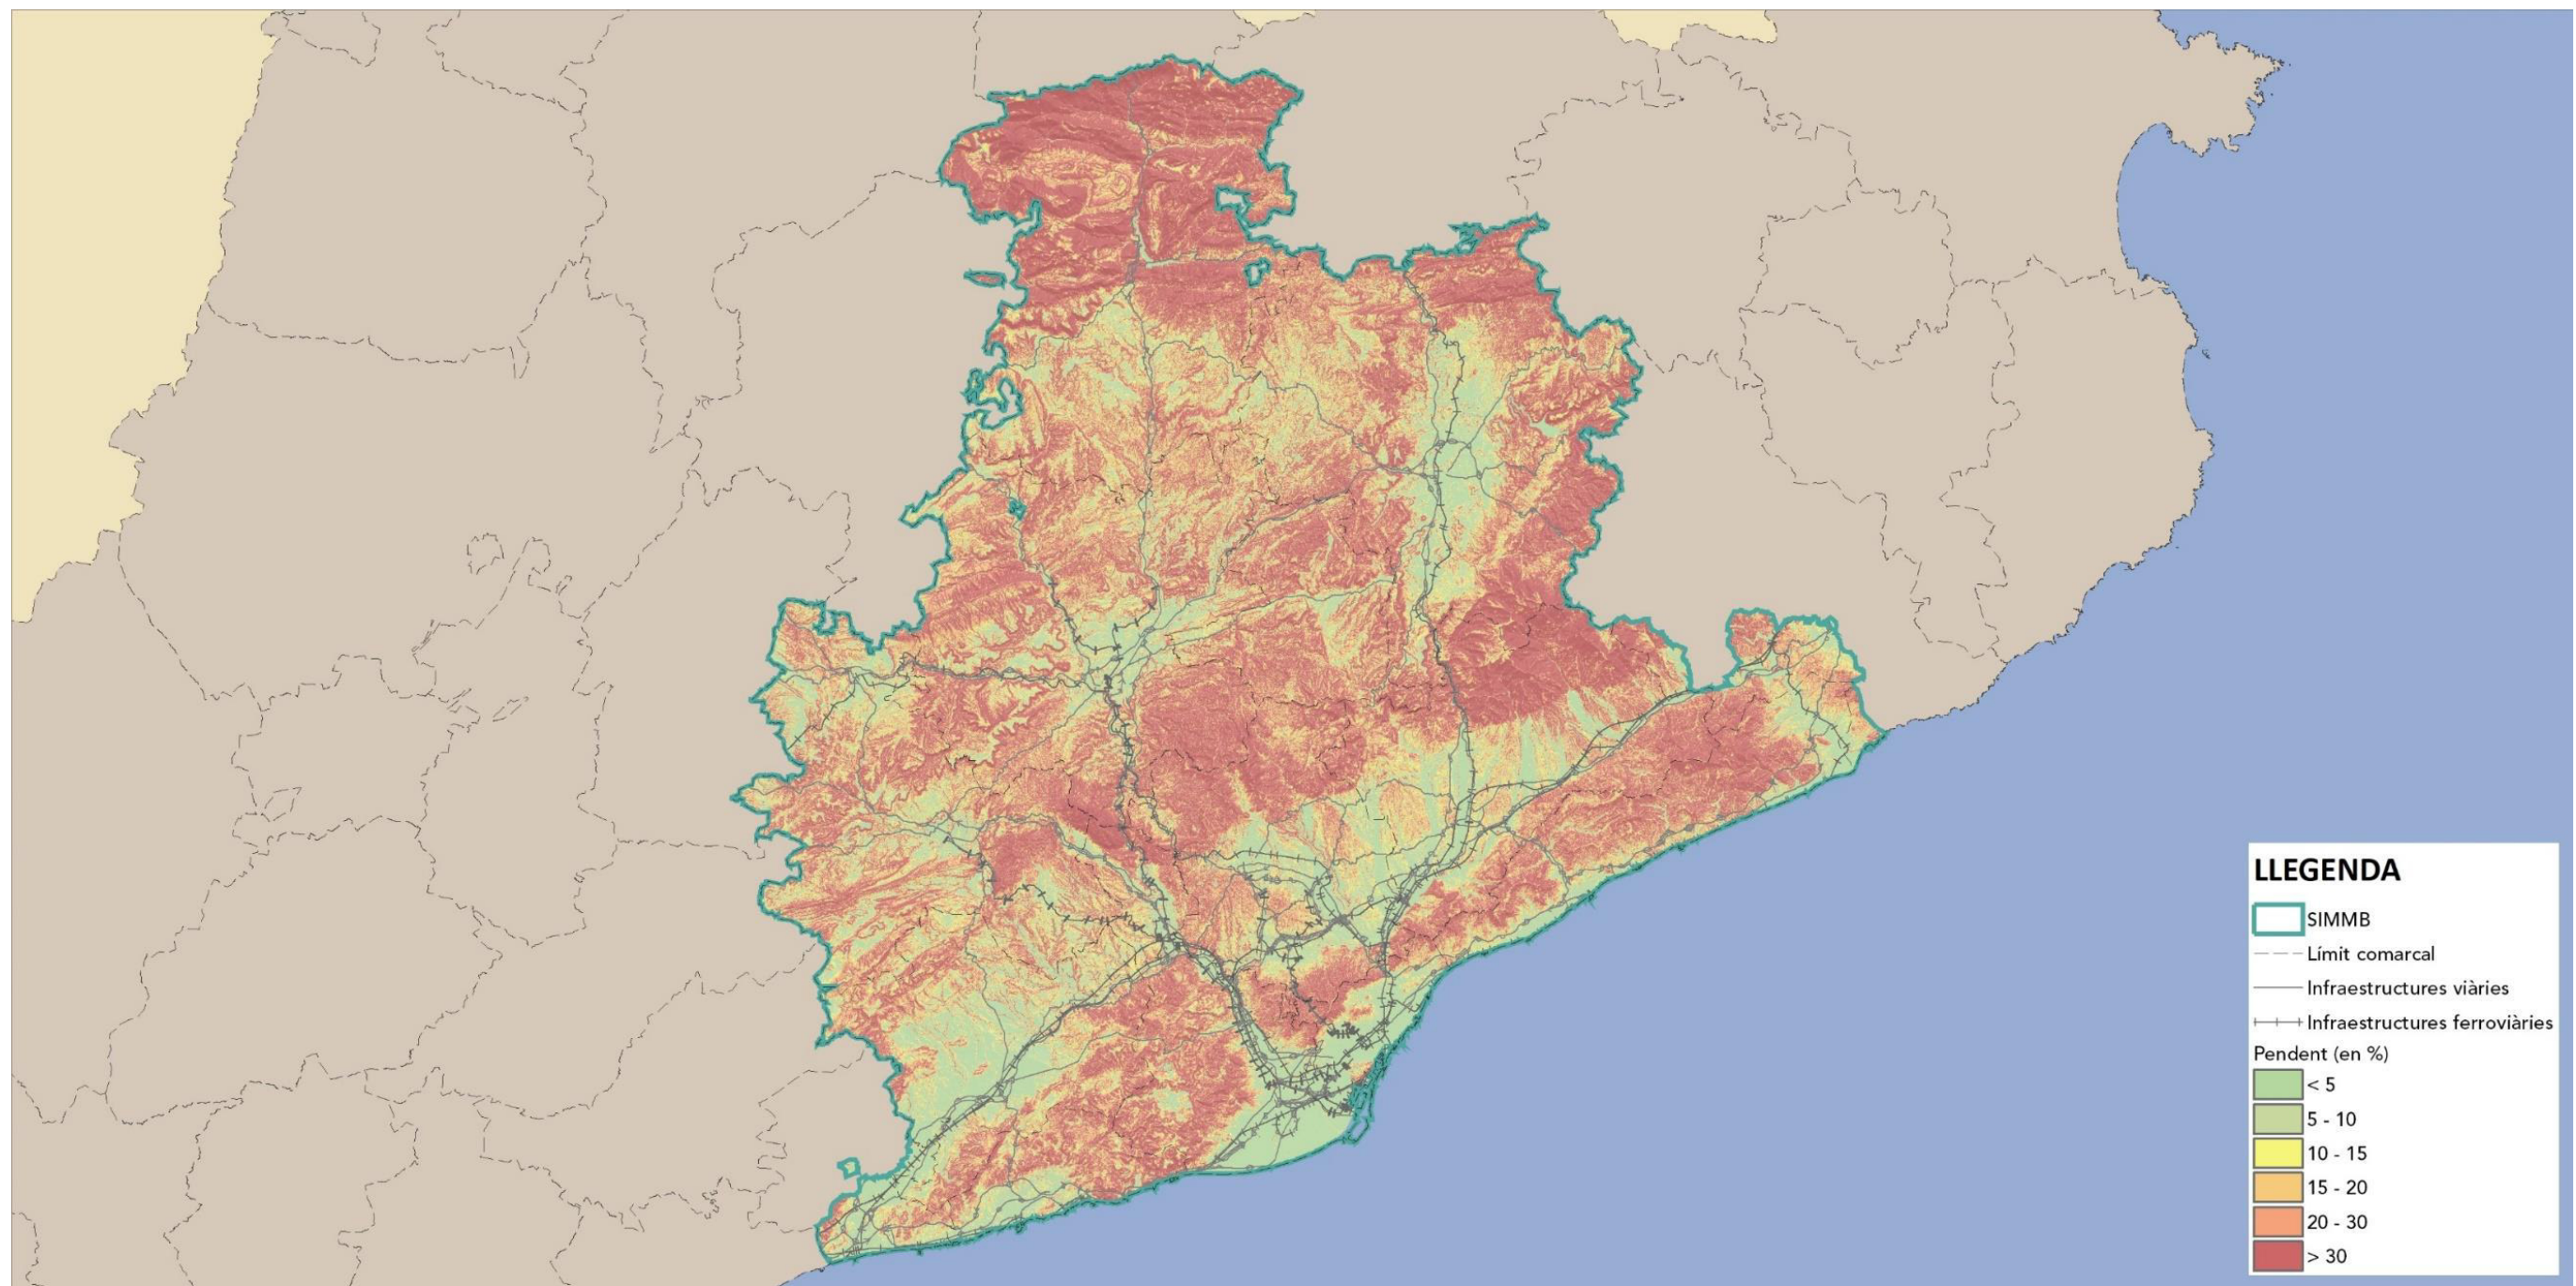 LLEGENDA
SIMMB
Límit comarcal
Infraestructures viàries
Infraestructures ferroviàries
Pendent (en %)
< 5
5 - 10
10 - 15
15 - 20
20 - 30
> 30